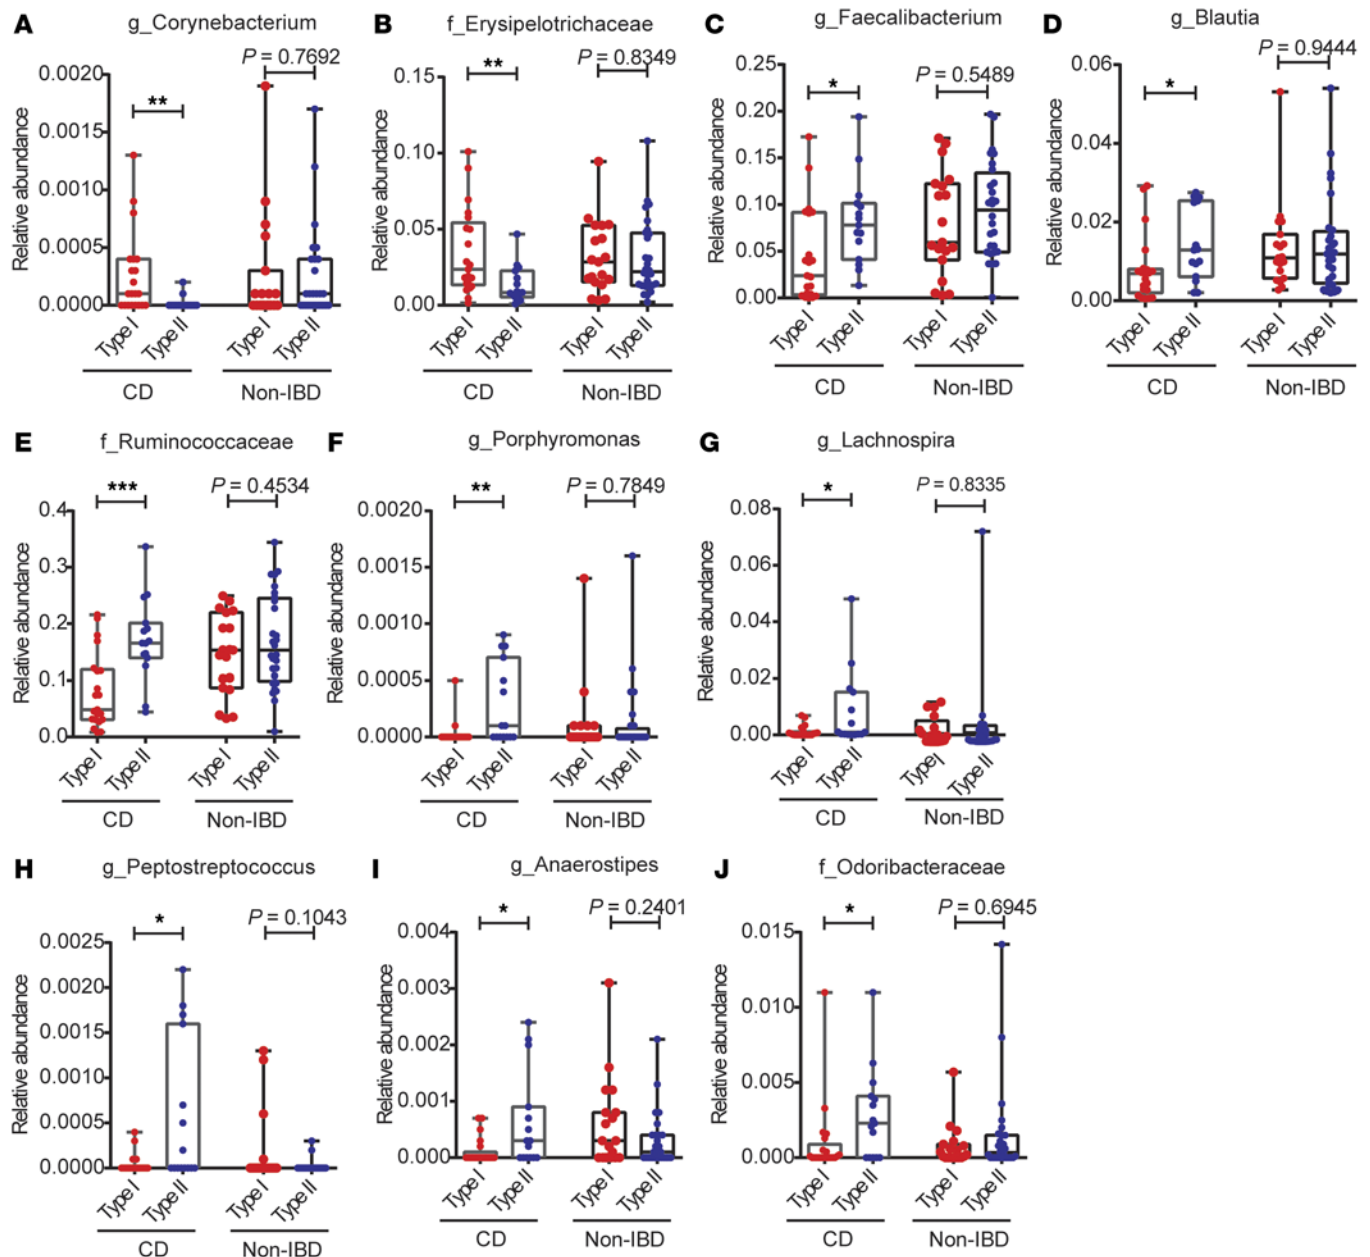 A
g_Corynebacterium
P = 0.7692
**
Relative abundance
0.0020
0.0015
0.0010
0.0005
0.0000
Type I
Type II
Type I
Type II
CD
Non-IBD
B
f_Erysipelotrichaceae
P = 0.8349
**
Relative abundance
0.15
0.10
0.05
0.00
Type I
Type II
Type I
Type II
CD
Non-IBD
C
g_Faecalibacterium
P = 0.5489
*
Relative abundance
0.25
0.20
0.15
0.10
0.05
0.00
Type I
Type II
Type I
Type II
CD
Non-IBD
D
g_Blautia
P = 0.9444
*
Relative abundance
0.06
0.04
0.02
0.00
Type I
Type II
Type I
Type II
CD
Non-IBD
E
f_Ruminococcaceae
P = 0.4534
***
Relative abundance
0.4
0.3
0.2
0.1
0.0
Type I
Type II
Type I
Type II
CD
Non-IBD
F
g_Porphyromonas
P = 0.7849
**
Relative abundance
0.0020
0.0015
0.0010
0.0005
0.0000
Type I
Type II
Type I
Type II
CD
Non-IBD
G
g_Lachnospira
P = 0.8335
*
Relative abundance
0.08
0.06
0.04
0.02
0.00
Type I
Type II
Type I
Type II
CD
Non-IBD
H
g_Peptostreptococcus
P = 0.1043
*
Relative abundance
0.0025
0.0020
0.0015
0.0010
0.0005
0.0000
Type I
Type II
Type I
Type II
CD
Non-IBD
I
g_Anaerostipes
P = 0.2401
*
Relative abundance
0.004
0.003
0.002
0.001
0.000
Type I
Type II
Type I
Type II
CD
Non-IBD
J
f_Odoribacteraceae
P = 0.6945
*
Relative abundance
0.015
0.010
0.005
0.000
Type I
Type II
Type I
Type II
CD
Non-IBD